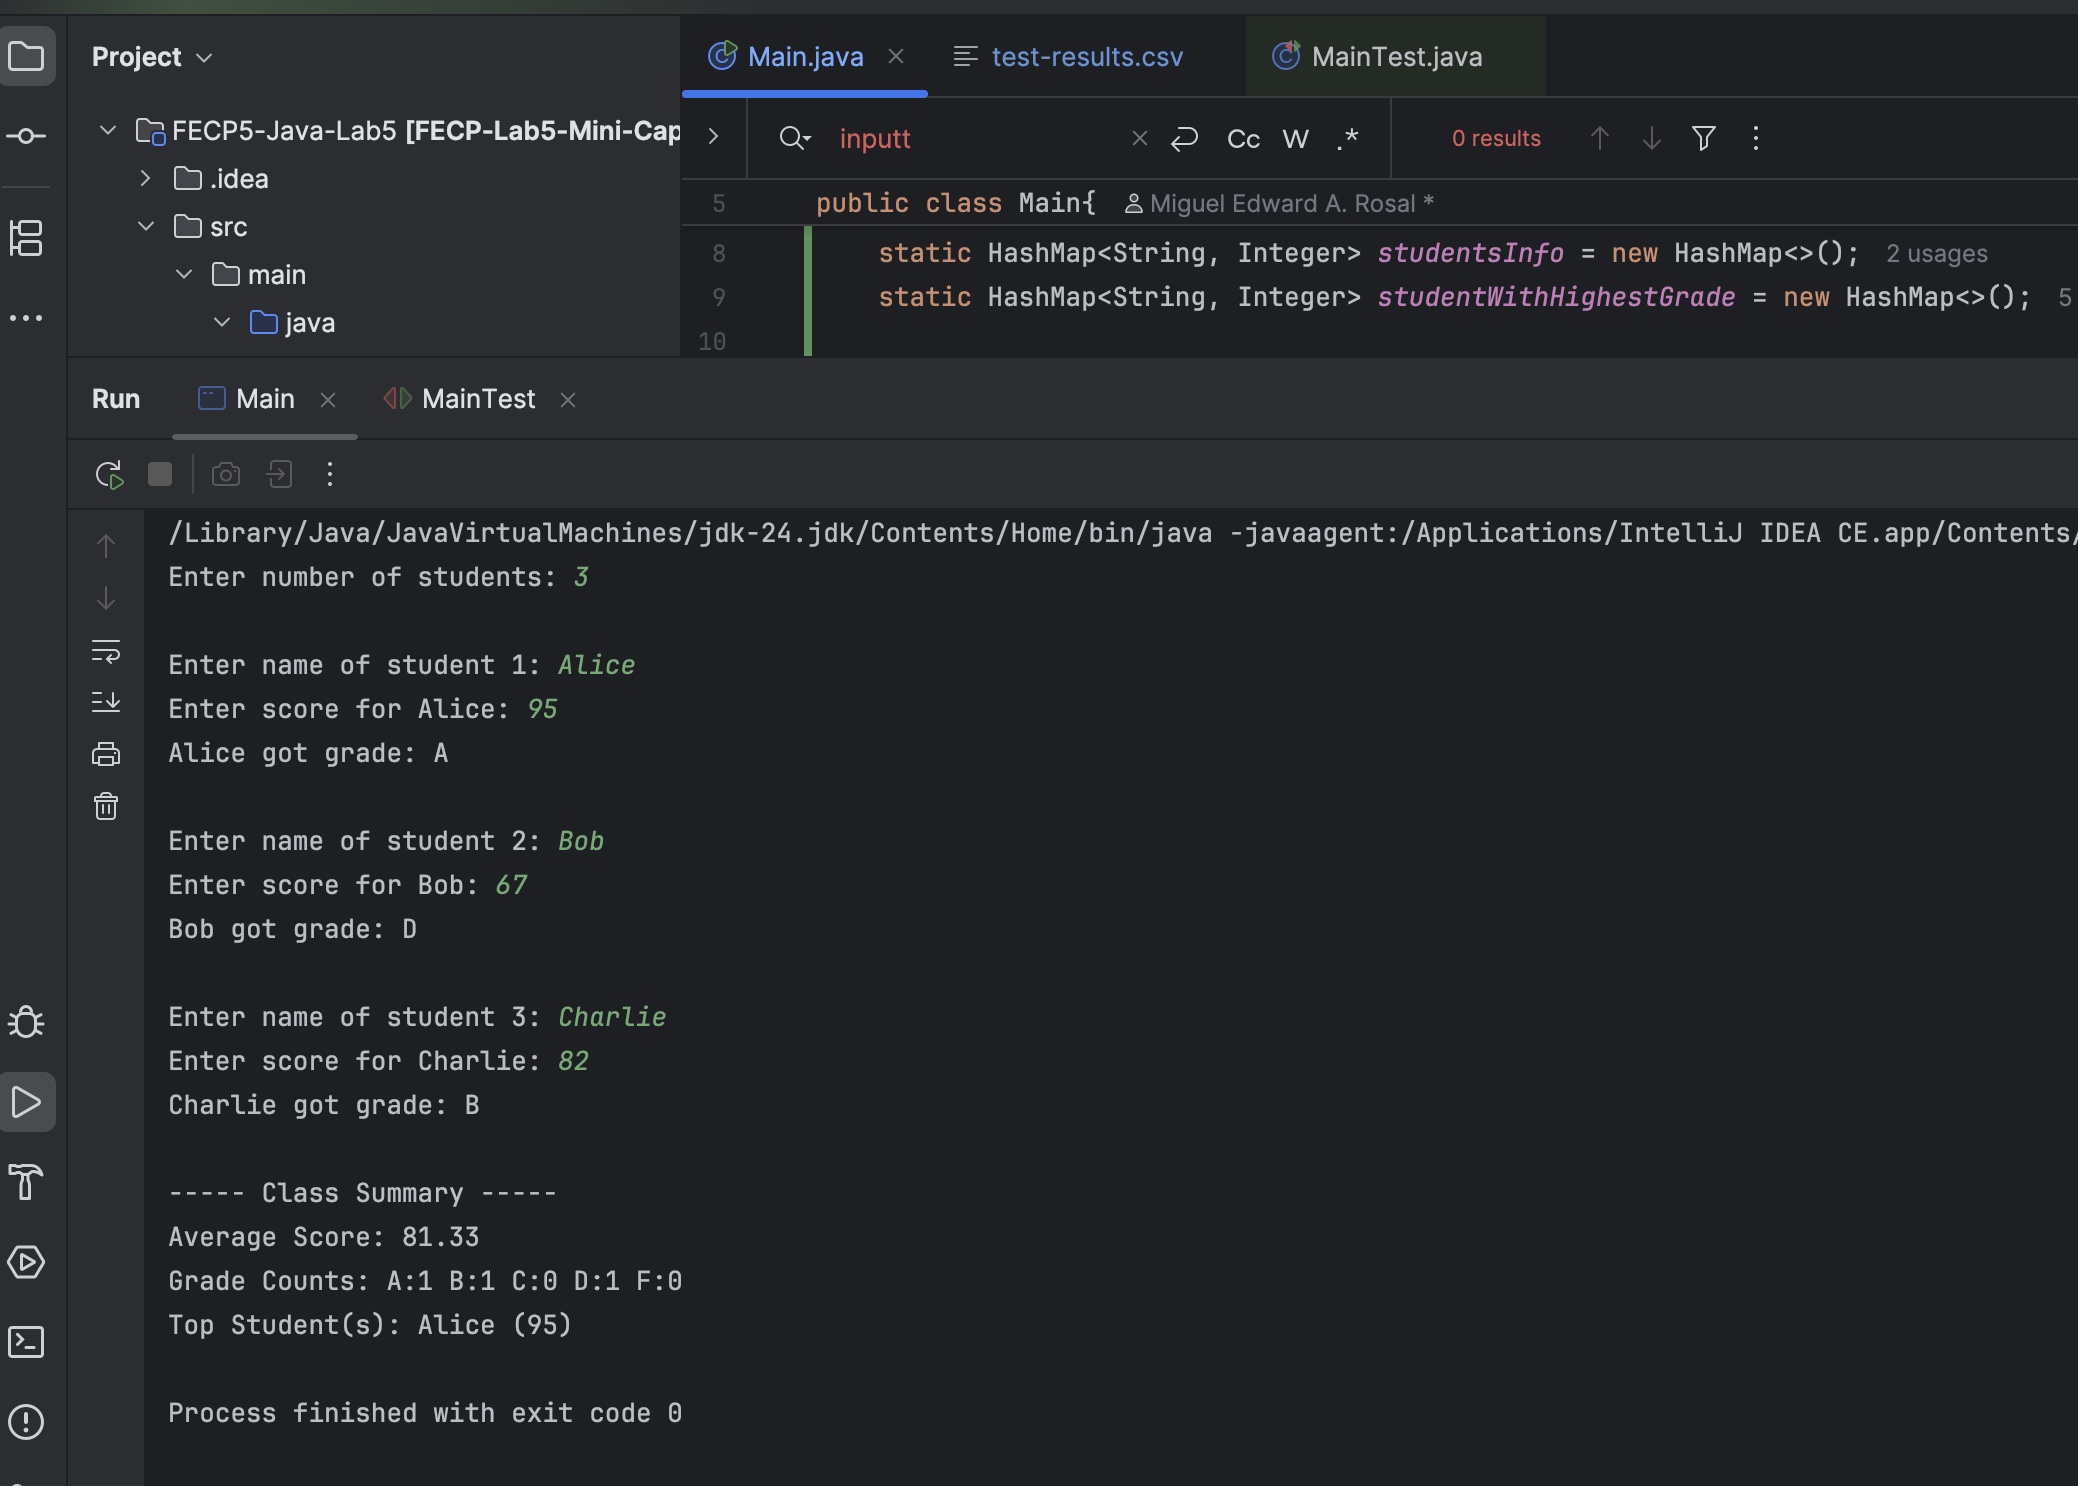 Project
FECP5-Java-Lab5 [FECP-Lab5-Mini-Cap
.idea
src
main
java
Main.java
test-results.csv
MainTest.java
inputt
Cc W .*
0 results
5 public class Main{ Miguel Edward A. Rosal *
8 static HashMap<String, Integer> studentsInfo = new HashMap<>(); 2 usages
9 static HashMap<String, Integer> studentWithHighestGrade = new HashMap<>(); 5
10
Run Main MainTest
/Library/Java/JavaVirtualMachines/jdk-24.jdk/Contents/Home/bin/java -javaagent:/Applications/IntelliJ IDEA CE.app/Contents/
Enter number of students: 3
Enter name of student 1: Alice
Enter score for Alice: 95
Alice got grade: A
Enter name of student 2: Bob
Enter score for Bob: 67
Bob got grade: D
Enter name of student 3: Charlie
Enter score for Charlie: 82
Charlie got grade: B
----- Class Summary -----
Average Score: 81.33
Grade Counts: A:1 B:1 C:0 D:1 F:0
Top Student(s): Alice (95)
Process finished with exit code 0